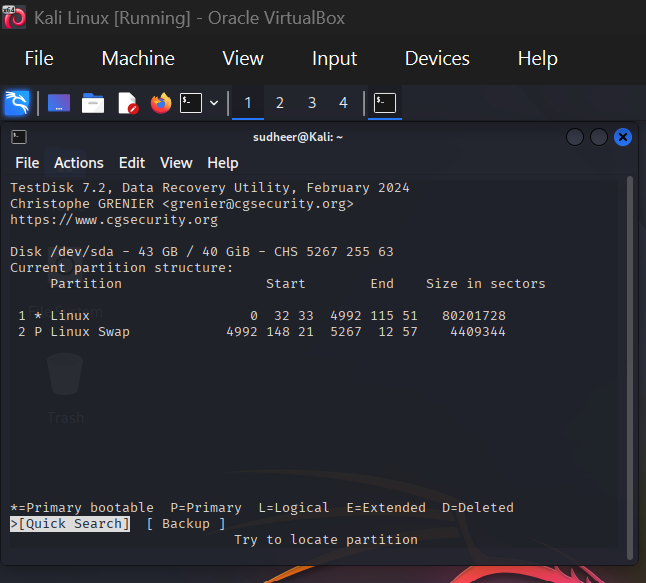 x64
Kali Linux [Running] - Oracle VirtualBox
File Machine View Input Devices Help
1 2 3 4
sudheer@Kali: ~
File Actions Edit View Help
TestDisk 7.2, Data Recovery Utility, February 2024
Christophe GRENIER <grenier@cgsecurity.org>
https://www.cgsecurity.org
Disk /dev/sda - 43 GB / 40 GiB - CHS 5267 255 63
Current partition structure:
Partition Start End Size in sectors
1 * Linux 0 32 33 4992 115 51 80201728
2 P Linux Swap 4992 148 21 5267 12 57 4409344
Trash
*=Primary bootable P=Primary L=Logical E=Extended D=Deleted
>[Quick Search] [ Backup ]
Try to locate partition